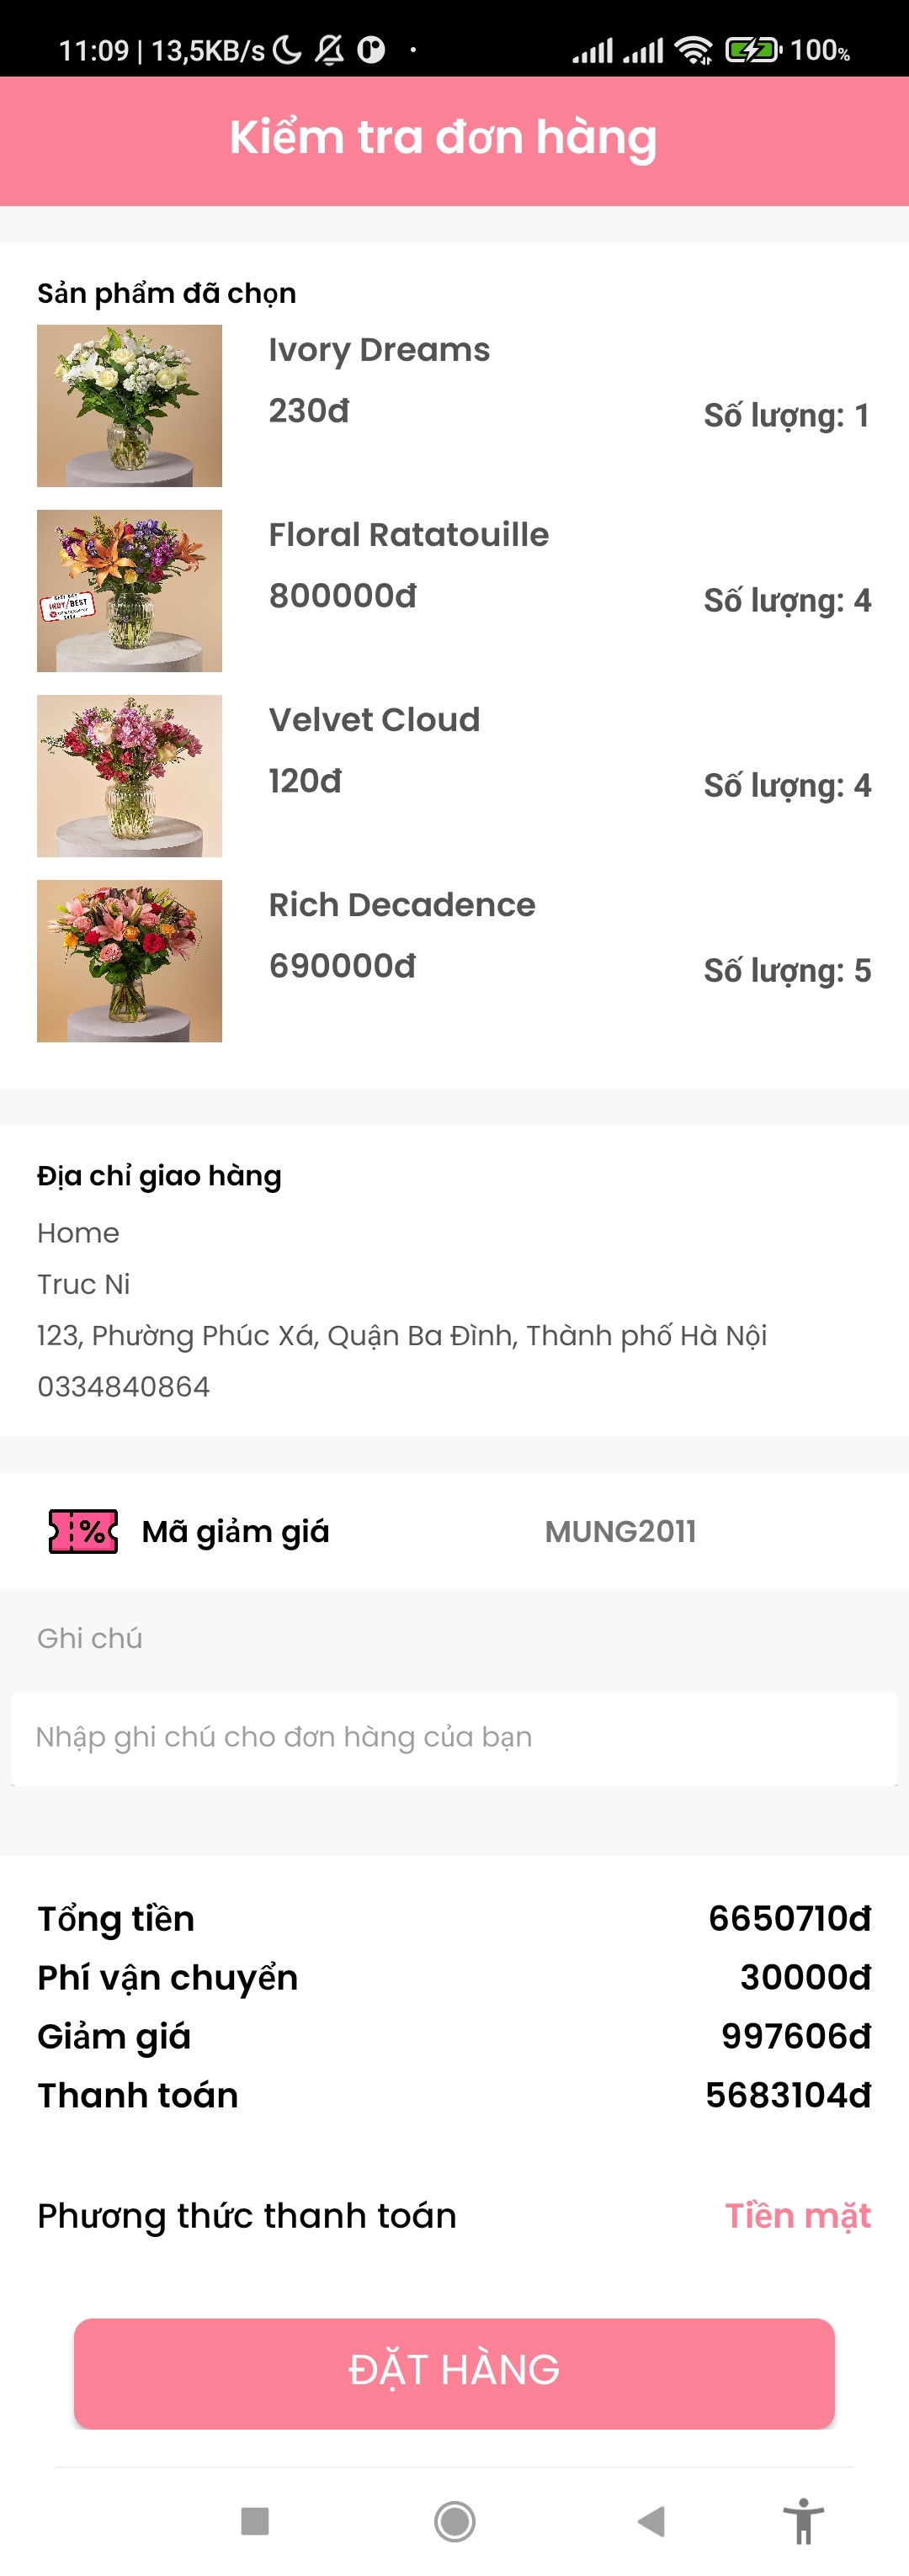 11:09 | 13,5KB/s
100%
Kiểm tra đơn hàng
Sản phẩm đã chọn
Ivory Dreams
230đ
Số lượng: 1
Floral Ratatouille
800000đ
Số lượng: 4
INDY/BEST
Velvet Cloud
120đ
Số lượng: 4
Rich Decadence
690000đ
Số lượng: 5
Địa chỉ giao hàng
Home
Truc Ni
123, Phường Phúc Xá, Quận Ba Đình, Thành phố Hà Nội
0334840864
% Mã giảm giá MUNG2011
Ghi chú
Nhập ghi chú cho đơn hàng của bạn
Tổng tiền 6650710đ
Phí vận chuyển 30000đ
Giảm giá 997606đ
Thanh toán 5683104đ
Phương thức thanh toán Tiền mặt
ĐẶT HÀNG